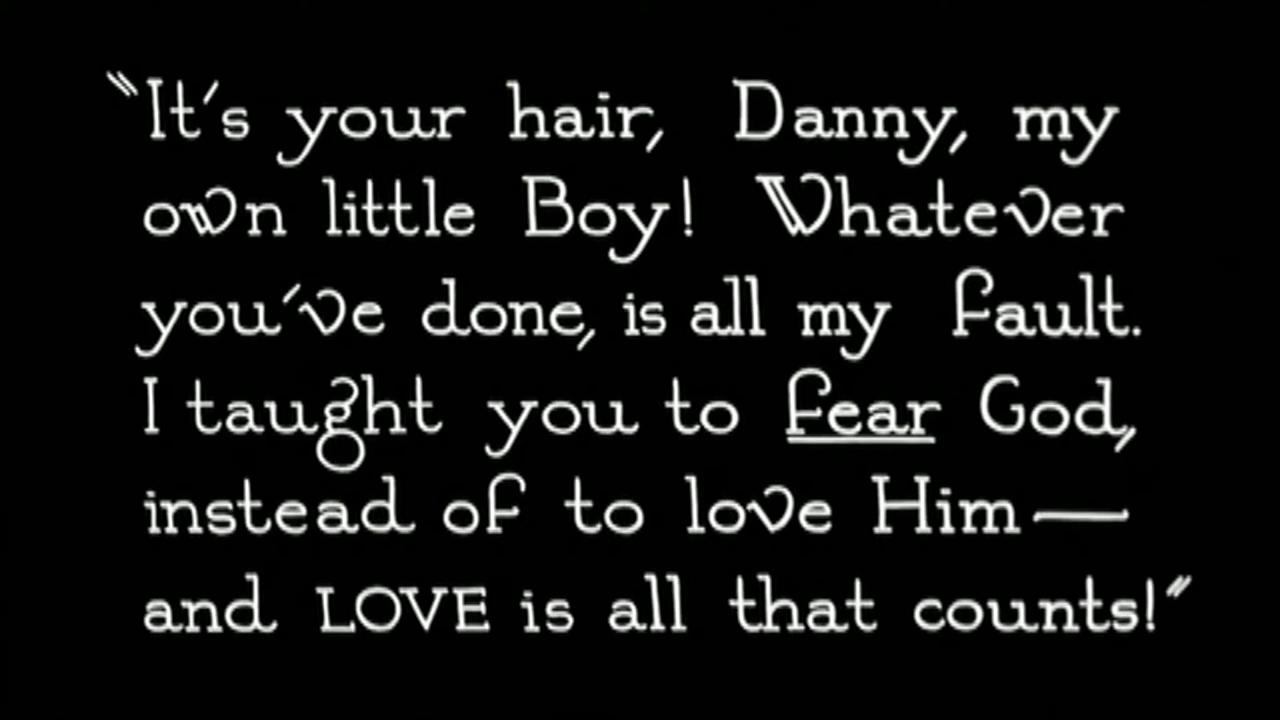 "It's your hair, Danny, my
own little Boy! Whatever
you've done, is all my fault.
I taught you to fear God,
instead of to love Him—
and LOVE is all that counts!"